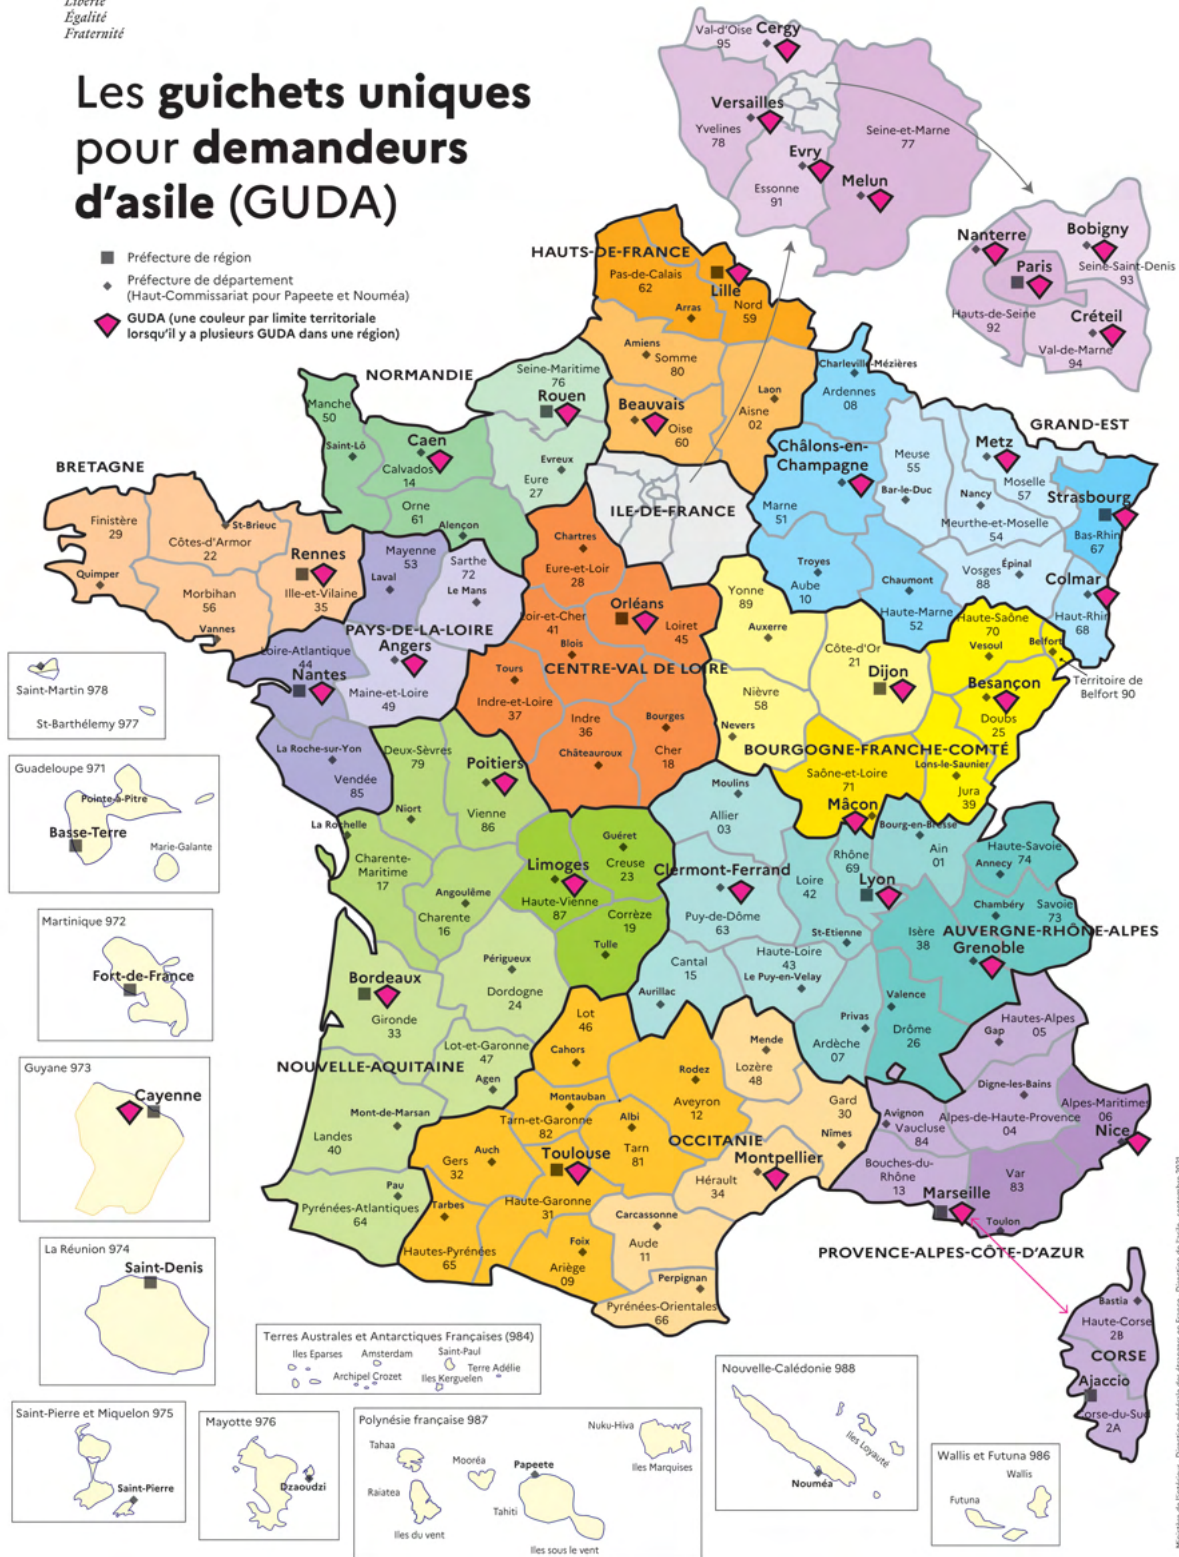 Liberté
Égalité
Fraternité
Les guichets uniques
pour demandeurs
d'asile (GUDA)
Préfecture de région
Préfecture de département
(Haut-Commissariat pour Papeete et Nouméa)
GUDA (une couleur par limite territoriale
lorsqu'il y a plusieurs GUDA dans une région)
Val-d'Oise
95
Cergy
Versailles
Yvelines
78
Seine-et-Marne
77
Evry
Essonne
91
Melun
Nanterre
Bobigny
Paris
Seine-Saint-Denis
93
Hauts-de-Seine
92
Créteil
Val-de-Marne
94
HAUTS-DE-FRANCE
Pas-de-Calais
62
Lille
Nord
59
Arras
Amiens
Somme
80
Laon
Aisne
02
Beauvais
Oise
60
NORMANDIE
Seine-Maritime
76
Rouen
Evreux
Eure
27
Manche
50
Saint-Lô
Caen
Calvados
14
Orne
61
Alençon
BRETAGNE
Finistère
29
Quimper
St-Brieuc
Côtes-d'Armor
22
Morbihan
56
Vannes
Rennes
Ille-et-Vilaine
35
ILE-DE-FRANCE
GRAND-EST
Charleville-Mézières
Ardennes
08
Châlons-en-
Champagne
Marne
51
Troyes
Aube
10
Chaumont
Haute-Marne
52
Meuse
55
Bar-le-Duc
Metz
Moselle
57
Nancy
Meurthe-et-Moselle
54
Vosges
88
Épinal
Strasbourg
Bas-Rhin
67
Colmar
Haut-Rhin
68
PAYS-DE-LA-LOIRE
Mayenne
53
Laval
Sarthe
72
Le Mans
Loire-Atlantique
44
Nantes
Angers
Maine-et-Loire
49
La Roche-sur-Yon
Vendée
85
CENTRE-VAL DE LOIRE
Chartres
Eure-et-Loir
28
Loir-et-Cher
41
Blois
Orléans
Loiret
45
Tours
Indre-et-Loire
37
Indre
36
Châteauroux
Bourges
Cher
18
BOURGOGNE-FRANCHE-COMTÉ
Yonne
89
Auxerre
Nièvre
58
Nevers
Côte-d'Or
21
Dijon
Haute-Saône
70
Vesoul
Belfort
Territoire de
Belfort 90
Besançon
Doubs
25
Saône-et-Loire
71
Mâcon
Lons-le-Saunier
Jura
39
NOUVELLE-AQUITAINE
Deux-Sèvres
79
Niort
Poitiers
Vienne
86
La Rochelle
Charente-
Maritime
17
Angoulême
Charente
16
Limoges
Haute-Vienne
87
Guéret
Creuse
23
Corrèze
19
Tulle
Périgueux
Dordogne
24
Bordeaux
Gironde
33
Lot-et-Garonne
47
Agen
Mont-de-Marsan
Landes
40
Pau
Pyrénées-Atlantiques
64
AUVERGNE-RHÔNE-ALPES
Moulins
Allier
03
Clermont-Ferrand
Puy-de-Dôme
63
Cantal
15
Aurillac
Haute-Loire
43
Le Puy-en-Velay
Loire
42
St-Etienne
Rhône
69
Lyon
Bourg-en-Bresse
Ain
01
Haute-Savoie
74
Annecy
Chambéry
Savoie
73
Isère
38
Grenoble
Valence
Drôme
26
Privas
Ardèche
07
OCCITANIE
Lot
46
Cahors
Rodez
Aveyron
12
Mende
Lozère
48
Gard
30
Nîmes
Montauban
Tarn-et-Garonne
82
Albi
Tarn
81
Toulouse
Haute-Garonne
31
Auch
Gers
32
Tarbes
Hautes-Pyrénées
65
Foix
Ariège
09
Montpellier
Hérault
34
Carcassonne
Aude
11
Perpignan
Pyrénées-Orientales
66
PROVENCE-ALPES-CÔTE-D'AZUR
Hautes-Alpes
05
Gap
Digne-les-Bains
Alpes-de-Haute-Provence
04
Alpes-Maritimes
06
Nice
Avignon
Vaucluse
84
Bouches-du-
Rhône
13
Marseille
Var
83
Toulon
Bastia
Haute-Corse
2B
CORSE
Ajaccio
Corse-du-Sud
2A
Saint-Martin 978
St-Barthélemy 977
Guadeloupe 971
Pointe-à-Pitre
Basse-Terre
Marie-Galante
Martinique 972
Fort-de-France
Guyane 973
Cayenne
La Réunion 974
Saint-Denis
Saint-Pierre et Miquelon 975
Saint-Pierre
Mayotte 976
Dzaoudzi
Terres Australes et Antarctiques Françaises (984)
Iles Eparses
Amsterdam
Saint-Paul
Terre Adélie
Archipel Crozet
Iles Kerguelen
Polynésie française 987
Tahaa
Raiatea
Mooréa
Iles du vent
Papeete
Tahiti
Iles sous le vent
Nuku-Hiva
Iles Marquises
Nouvelle-Calédonie 988
Iles Loyauté
Nouméa
Wallis et Futuna 986
Wallis
Futuna